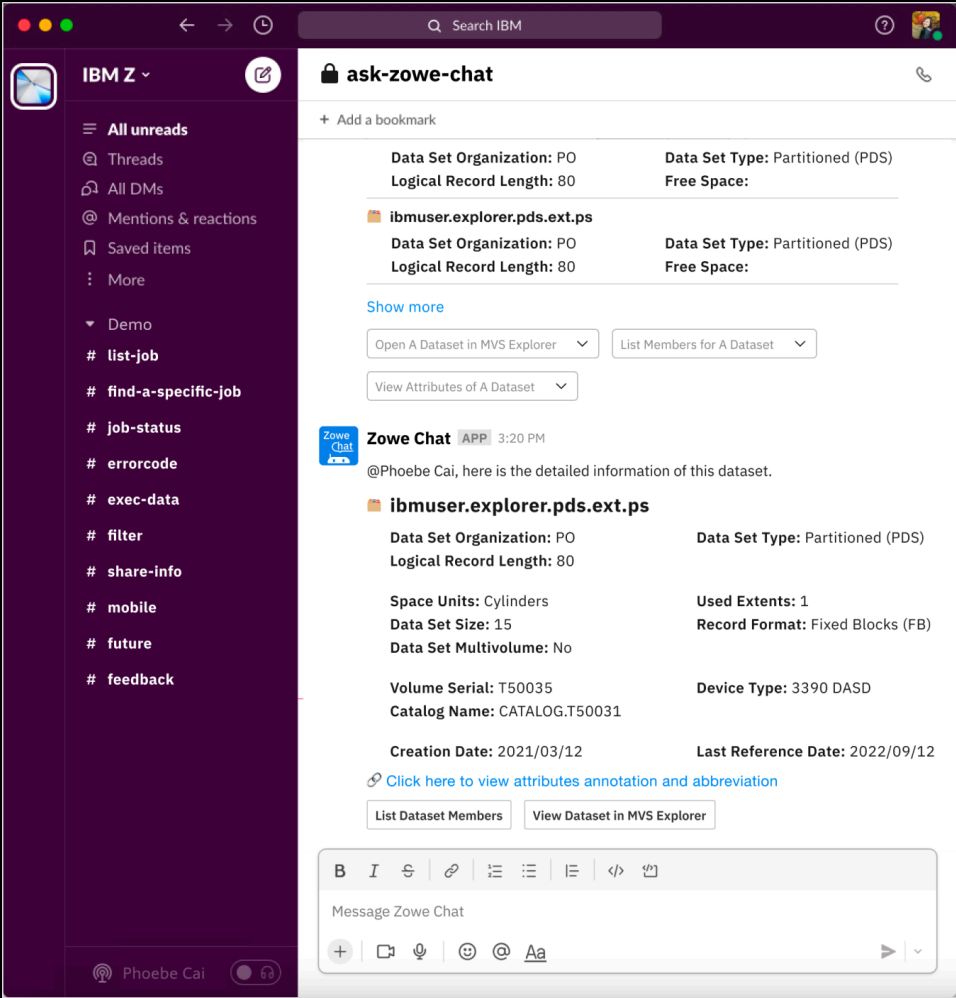 Search IBM
IBM Z
All unreads
Threads
All DMs
Mentions & reactions
Saved items
More
Demo
# list-job
# find-a-specific-job
# job-status
# errorcode
# exec-data
# filter
# share-info
# mobile
# future
# feedback
Phoebe Cai
ask-zowe-chat
+ Add a bookmark
Data Set Organization: PO Data Set Type: Partitioned (PDS)
Logical Record Length: 80 Free Space:
ibmuser.explorer.pds.ext.ps
Data Set Organization: PO Data Set Type: Partitioned (PDS)
Logical Record Length: 80 Free Space:
Show more
Open A Dataset in MVS Explorer List Members for A Dataset
View Attributes of A Dataset
Zowe Chat
Zowe Chat APP 3:20 PM
@Phoebe Cai, here is the detailed information of this dataset.
ibmuser.explorer.pds.ext.ps
Data Set Organization: PO Data Set Type: Partitioned (PDS)
Logical Record Length: 80
Space Units: Cylinders Used Extents: 1
Data Set Size: 15 Record Format: Fixed Blocks (FB)
Data Set Multivolume: No
Volume Serial: T50035 Device Type: 3390 DASD
Catalog Name: CATALOG.T50031
Creation Date: 2021/03/12 Last Reference Date: 2022/09/12
Click here to view attributes annotation and abbreviation
List Dataset Members View Dataset in MVS Explorer
B I S
Message Zowe Chat
+ @ Aa